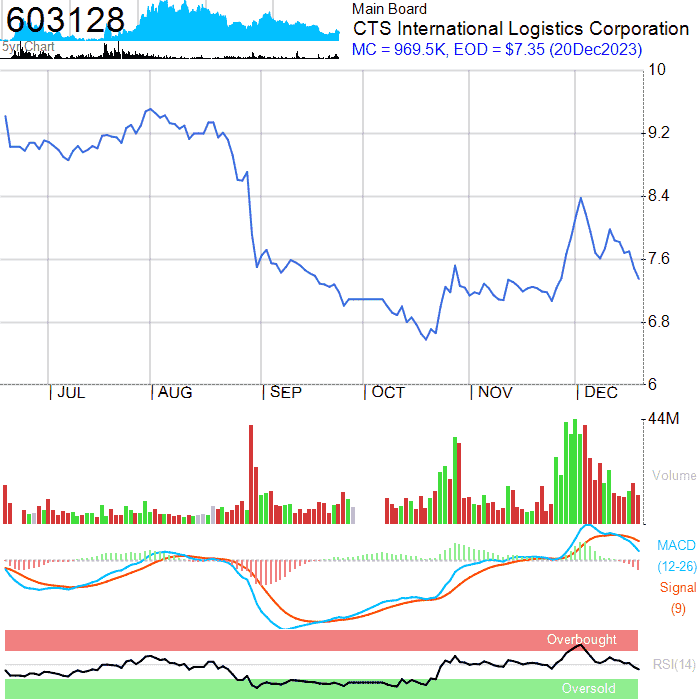 603128
5yr Chart
Main Board
CTS International Logistics Corporation
MC = 969.5K, EOD = $7.35 (20Dec2023)
10
9.2
8.4
7.6
6.8
6
JUL
AUG
SEP
OCT
NOV
DEC
44M
Volume
MACD
(12-26)
Signal
(9)
Overbought
RSI(14)
Oversold